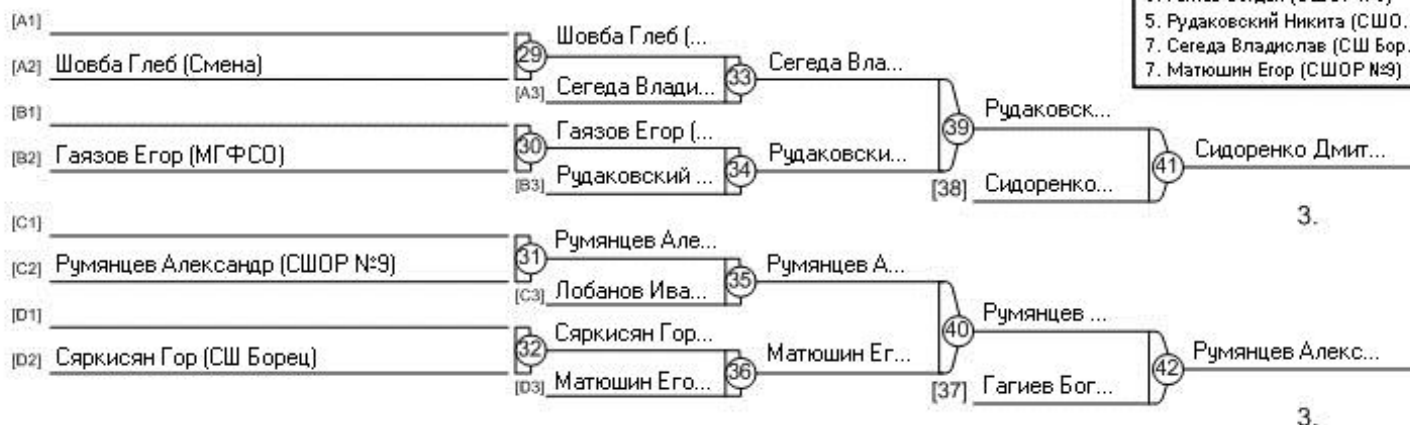 5. Рудаковский Никита (СШО...
7. Сегеда Владислав (СШ Бор...
7. Матюшин Егор (СШОР №9)
[A1]
[A2] Шовба Глеб (Смена)
29
Шовба Глеб (...
[A3] Сегеда Влади...
33
Сегеда Вла...
[B1]
[B2] Гаязов Егор (МГФСО)
30
Гаязов Егор (...
[B3] Рудаковский ...
34
Рудаковски...
39
Рудаковск...
[38] Сидоренко...
41
Сидоренко Дмит...
3.
[C1]
[C2] Румянцев Александр (СШОР №9)
31
Румянцев Але...
[C3] Лобанов Ива...
35
Румянцев А...
[D1]
[D2] Сяркисян Гор (СШ Борец)
32
Сяркисян Гор...
[D3] Матюшин Его...
36
Матюшин Ег...
40
Румянцев ...
[37] Гагиев Бог...
42
Румянцев Алекс...
3.